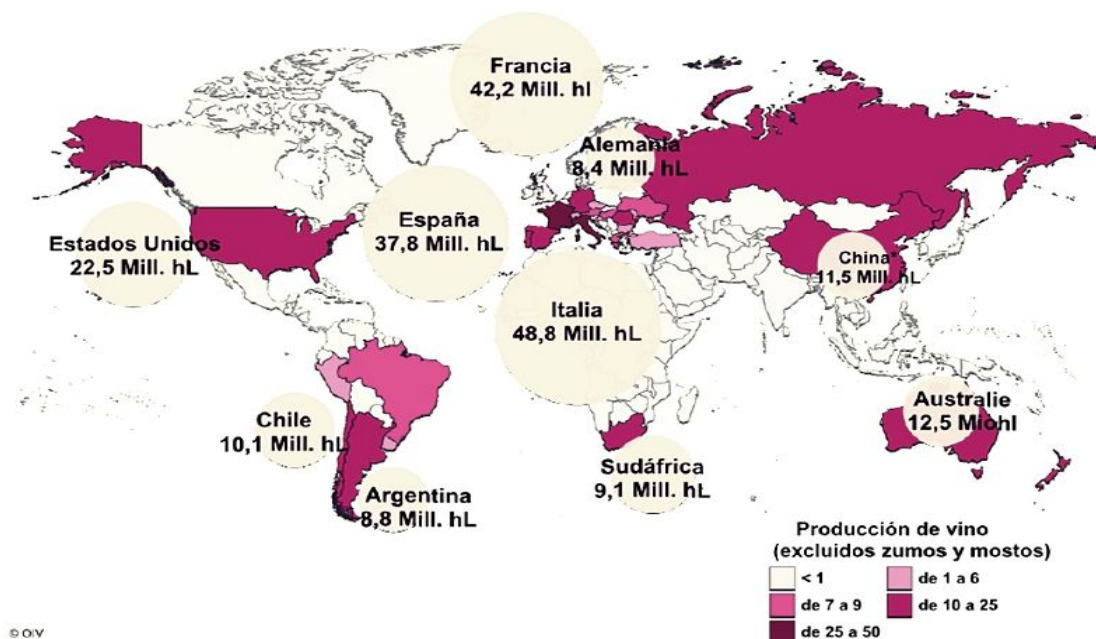 Francia
42,2 Mill. hl
Alemania
8,4 Mill. hL
España
37,8 Mill. hL
Estados Unidos
22,5 Mill. hL
China*
11,5 Mill. hL
Italia
48,8 Mill. hL
Australie
12,5 Miohl
Chile
10,1 Mill. hL
Sudáfrica
9,1 Mill. hL
Argentina
8,8 Mill. hL
Producción de vino
(excluidos zumos y mostos)
< 1
de 1 a 6
de 7 a 9
de 10 a 25
de 25 a 50
© OIV